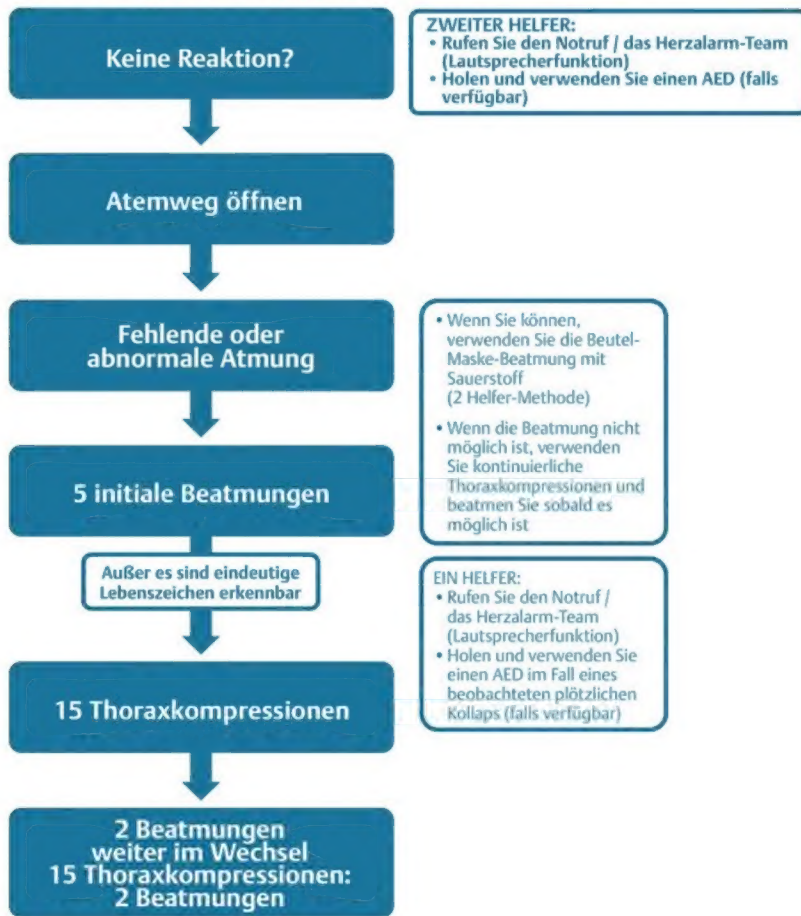 Keine Reaktion?
ZWEITER HELFER:
• Rufen Sie den Notruf / das Herzalarm-Team
(Lautsprecherfunktion)
• Holen und verwenden Sie einen AED (falls
verfügbar)
Atemweg öffnen
Fehlende oder
abnormale Atmung
• Wenn Sie können,
verwenden Sie die Beutel-
Maske-Beatmung mit
Sauerstoff
(2 Helfer-Methode)
• Wenn die Beatmung nicht
möglich ist, verwenden
Sie kontinuierliche
Thoraxkompressionen und
beatmen Sie sobald es
möglich ist
5 initiale Beatmungen
Außer es sind eindeutige
Lebenszeichen erkennbar
EIN HELFER:
• Rufen Sie den Notruf /
das Herzalarm-Team
(Lautsprecherfunktion)
• Holen und verwenden Sie
einen AED im Fall eines
beobachteten plötzlichen
Kollaps (falls verfügbar)
15 Thoraxkompressionen
2 Beatmungen
weiter im Wechsel
15 Thoraxkompressionen:
2 Beatmungen